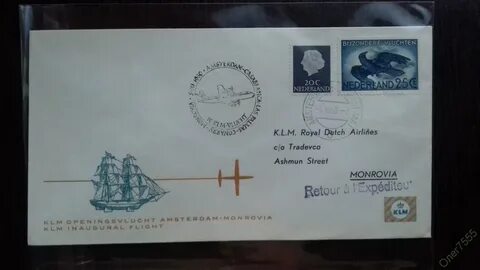 20C
NEDERLAND
BIJZONDERE VLUCHTEN
NEDERLAND 25C
K.L.M. Royal Dutch Airlines
c/o Tradevco
Ashmun Street
MONROVIA
Retour à l'Expéditeur
KLM OPENINGSVLUCHT AMSTERDAM-MONROVIA
KLM INAUGURAL FLIGHT
KLM
Oner7555